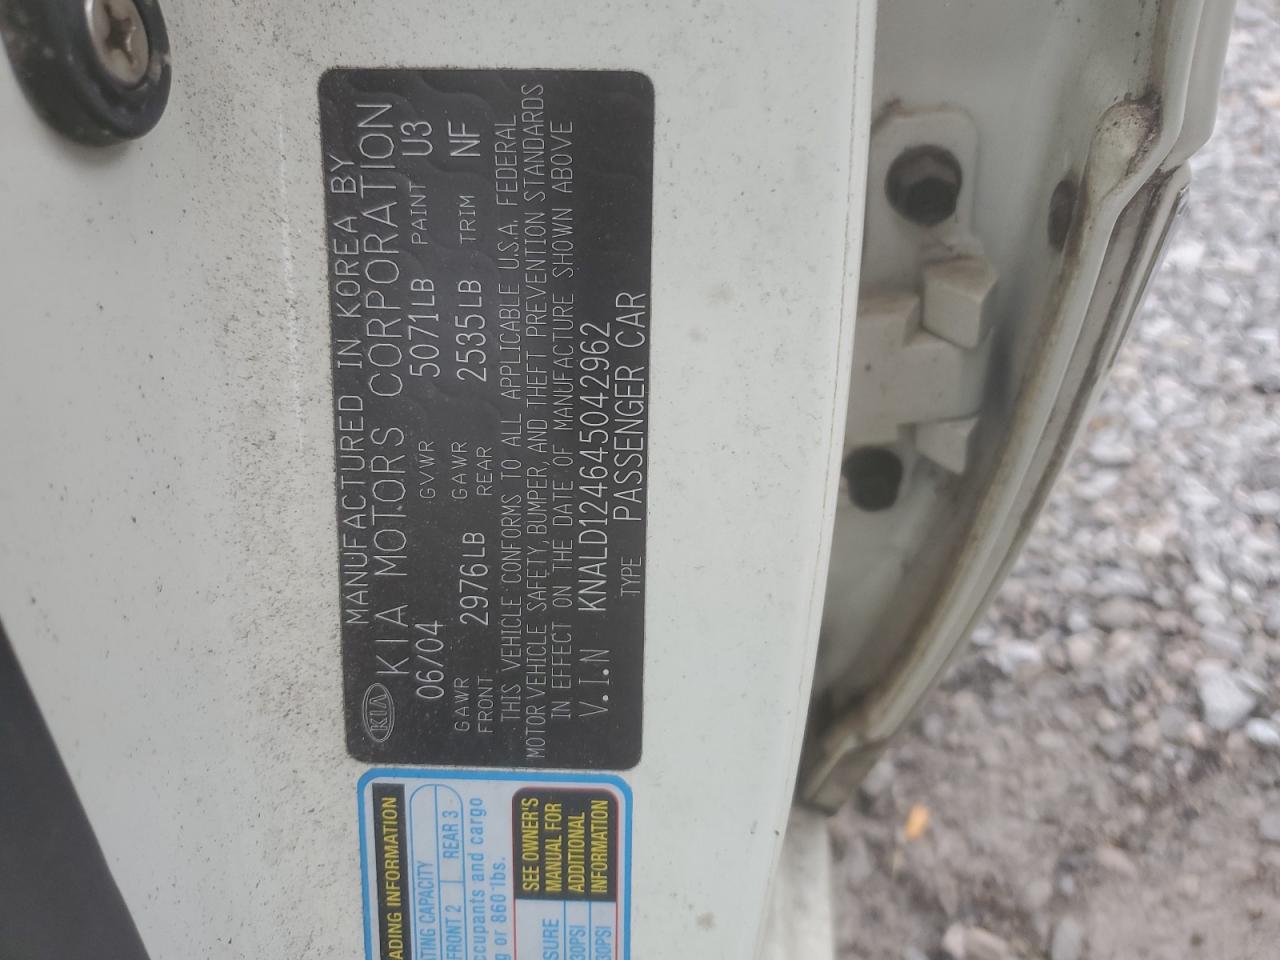 MANUFACTURED IN KOREA BY
KIA KIA MOTORS CORPORATION
06/04 GVWR 5071LB PAINT U3
GAWR FRONT 2976LB GAWR REAR 2535LB TRIM NF
THIS VEHICLE CONFORMS TO ALL APPLICABLE U.S.A. FEDERAL
MOTOR VEHICLE SAFETY, BUMPER, AND THEFT PREVENTION STANDARDS
IN EFFECT ON THE DATE OF MANUFACTURE SHOWN ABOVE
V.I.N KNALD124645042962
TYPE PASSENGER CAR
ADING INFORMATION
TING CAPACITY
FRONT 2 REAR 3
ccupants and cargo
g or 860 lbs.
SURE
30PSI
30PSI
SEE OWNER'S
MANUAL FOR
ADDITIONAL
INFORMATION